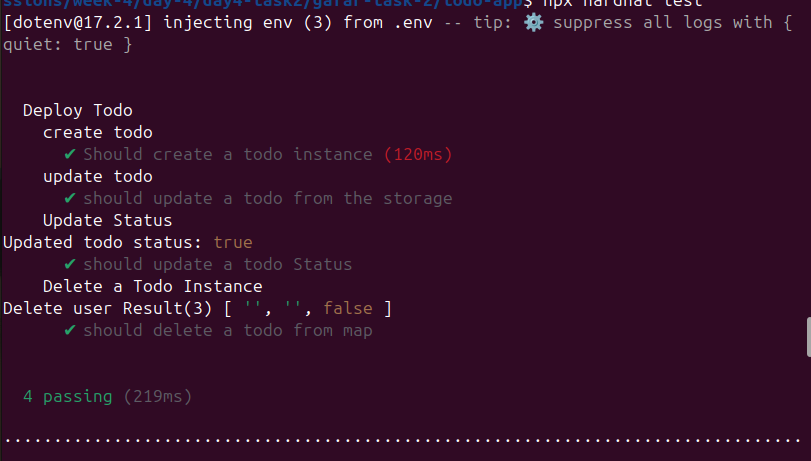 ssions/week-4/day-4/day4-task2/gafar-task-2/todo-app$ npx hardhat test
[dotenv@17.2.1] injecting env (3) from .env -- tip: ⚙️ suppress all logs with {
quiet: true }
Deploy Todo
create todo
✔ Should create a todo instance (120ms)
update todo
✔ should update a todo from the storage
Update Status
Updated todo status: true
✔ should update a todo Status
Delete a Todo Instance
Delete user Result(3) [ '', '', false ]
✔ should delete a todo from map
4 passing (219ms)
................................................................................